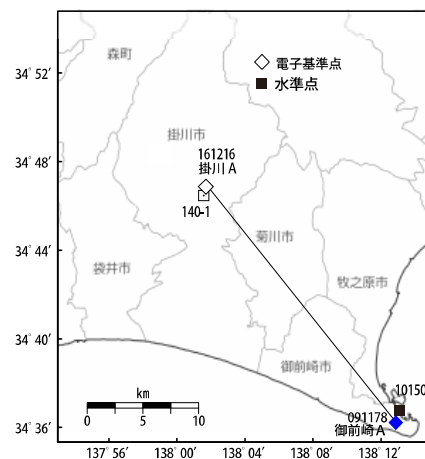 34° 52'
34° 48'
34° 44'
34° 40'
34° 36'
森町
◇ 電子基準点
■ 水準点
掛川市
161216
掛川 A
140-1
菊川市
袋井市
牧之原市
御前崎市
km
0 5 10
10150
091178
御前崎 A
137° 56' 138° 00' 138° 04' 138° 08' 138° 12'